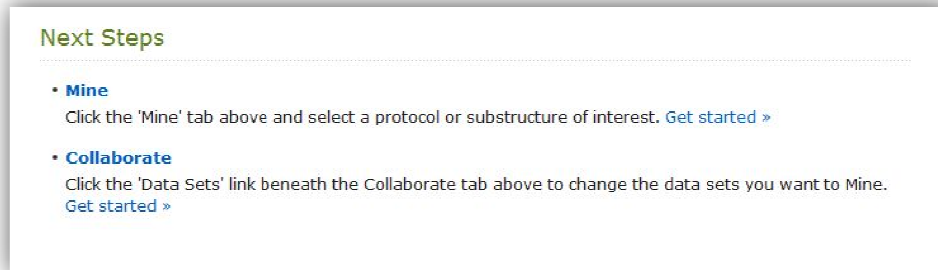 Next Steps
• Mine
Click the 'Mine' tab above and select a protocol or substructure of interest. Get started »
• Collaborate
Click the 'Data Sets' link beneath the Collaborate tab above to change the data sets you want to Mine.
Get started »